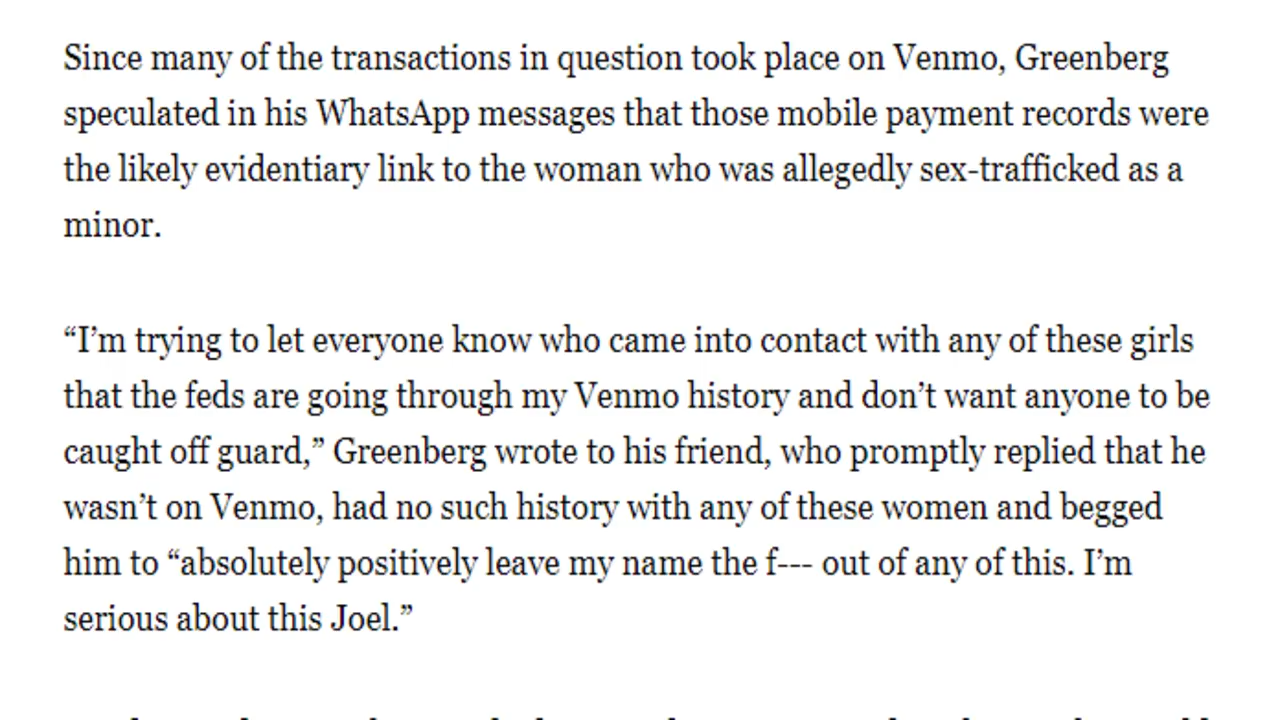 Since many of the transactions in question took place on Venmo, Greenberg
speculated in his WhatsApp messages that those mobile payment records were
the likely evidentiary link to the woman who was allegedly sex-trafficked as a
minor.
“I’m trying to let everyone know who came into contact with any of these girls
that the feds are going through my Venmo history and don’t want anyone to be
caught off guard,” Greenberg wrote to his friend, who promptly replied that he
wasn’t on Venmo, had no such history with any of these women and begged
him to “absolutely positively leave my name the f--- out of any of this. I’m
serious about this Joel.”